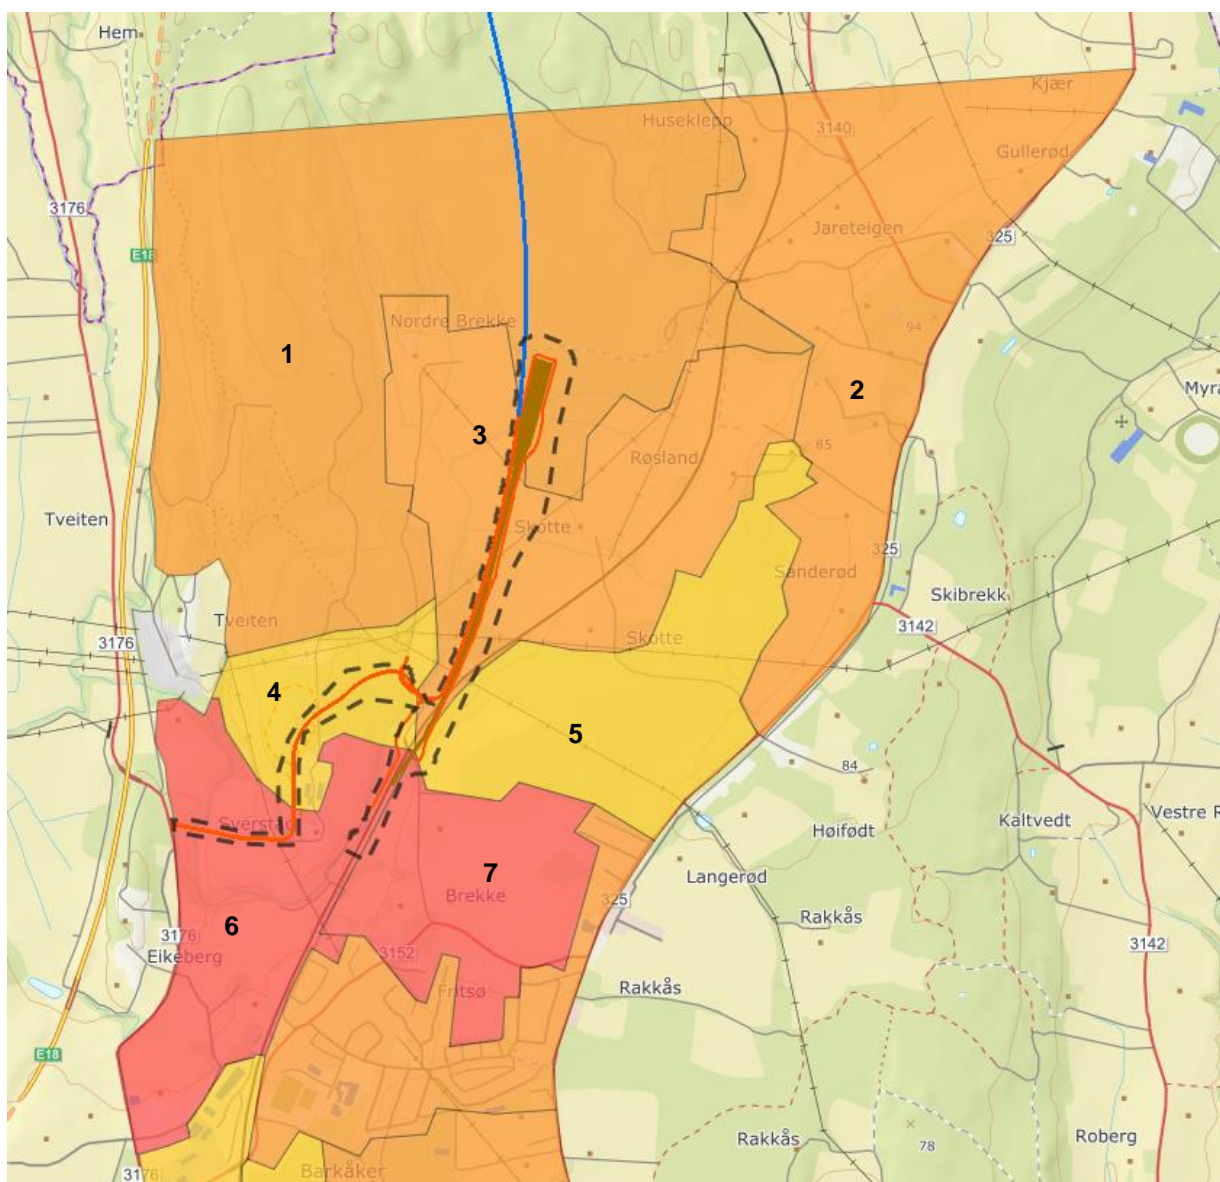 Hem
Kjær
Huseklepp
3140
Gullerød
3176
Jareteigen
325
E18
Nordre Brekke
94
1
2
Myra
3
85
Røsland
Tveiten
Skotte
325
Sanderød
Skibrekk
Tveiten
3142
3176
Skotte
4
5
84
Vestre R
Kaltvedt
Høifødt
Sverstad
7
Langerød
Brekke
325
Rakkås
6
3176
3152
3142
Eikeberg
Fritsø
Rakkås
E18
Roberg
Rakkås
78
Barkåker
3176